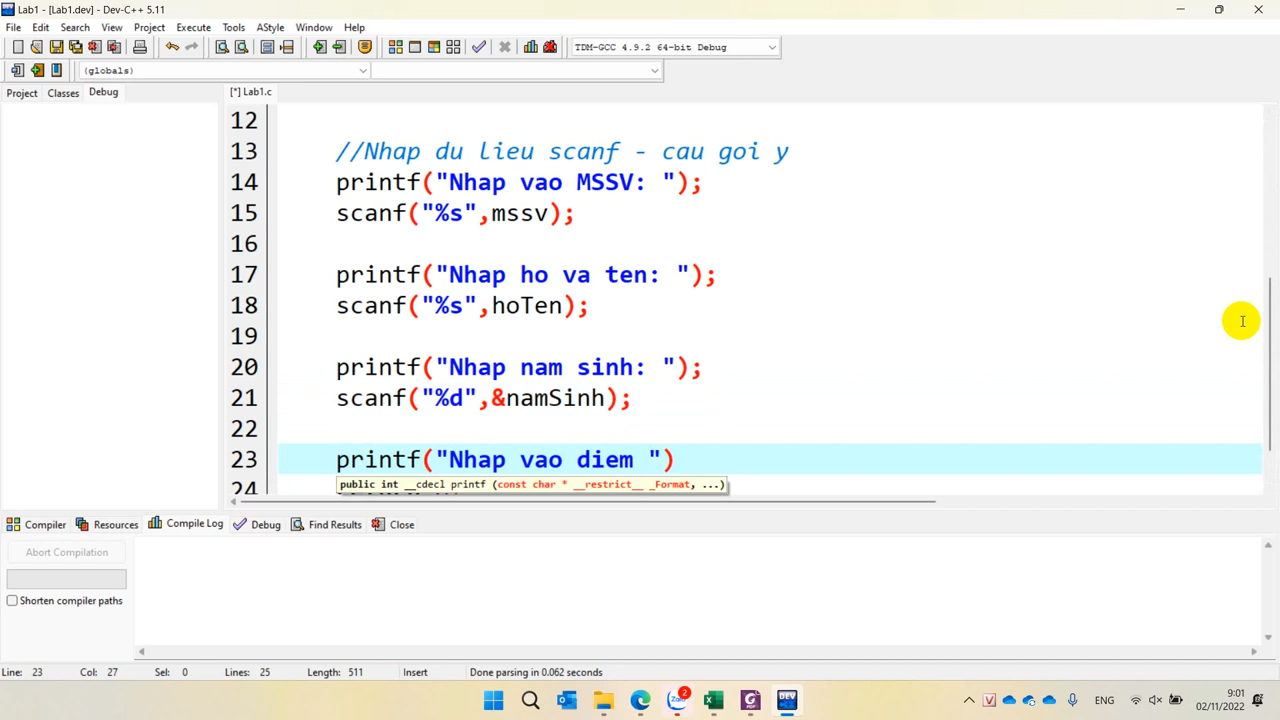 Lab1 - [Lab1.dev] - Dev-C++ 5.11
File Edit Search View Project Execute Tools AStyle Window Help
TDM-GCC 4.9.2 64-bit Debug
(globals)
Project Classes Debug [*] Lab1.c
12
13 //Nhap du lieu scanf - cau goi y
14 printf("Nhap vao MSSV: ");
15 scanf("%s",mssv);
16
17 printf("Nhap ho va ten: ");
18 scanf("%s",hoTen);
19
20 printf("Nhap nam sinh: ");
21 scanf("%d",&namSinh);
22
23 printf("Nhap vao diem ")
public int __cdecl printf (const char * __restrict__ _Format, ...)
24
Compiler Resources Compile Log Debug Find Results Close
Abort Compilation
Shorten compiler paths
Line: 23 Col: 27 Sel: 0 Lines: 25 Length: 511 Insert Done parsing in 0.062 seconds
Zalo 2 DEV ENG 9:01
02/11/2022